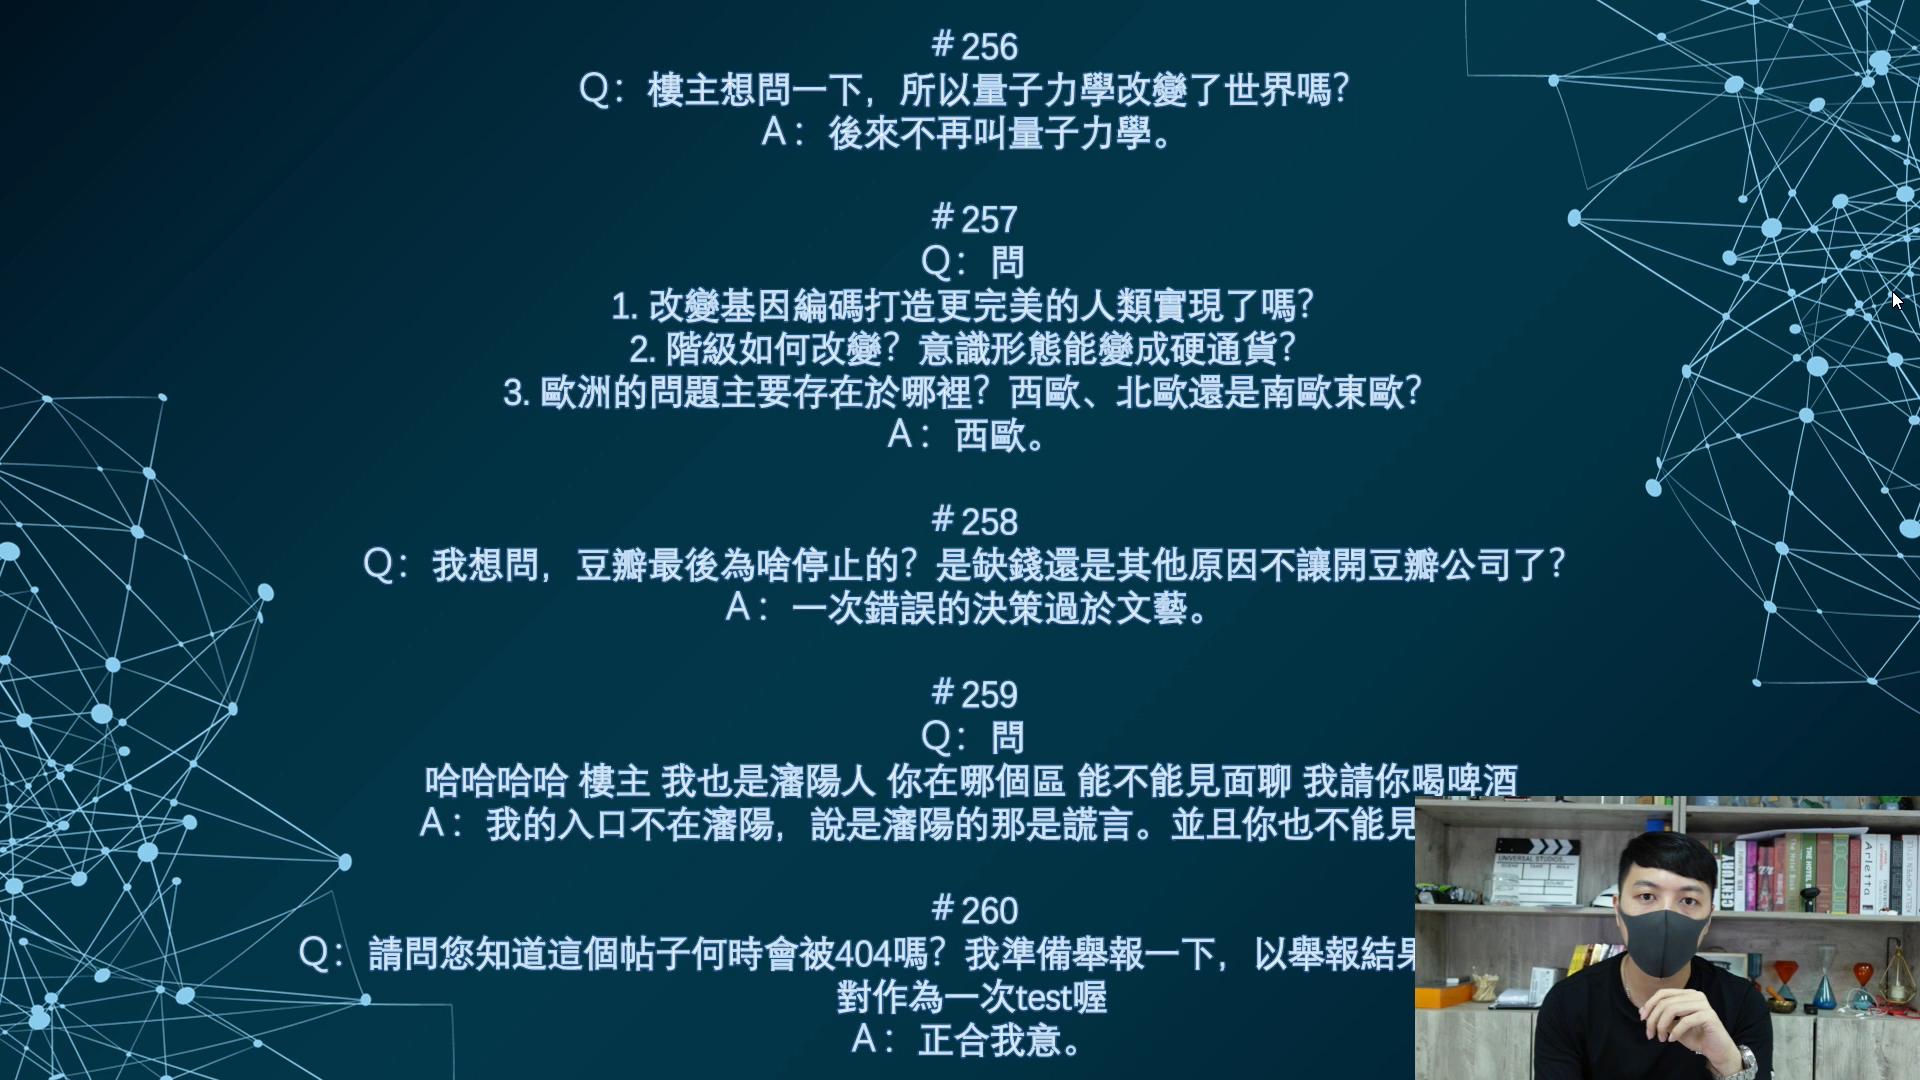 #256
Q：樓主想問一下，所以量子力學改變了世界嗎？
A：後來不再叫量子力學。
#257
Q：問
1. 改變基因編碼打造更完美的人類實現了嗎？
2. 階級如何改變？意識形態能變成硬通貨？
3. 歐洲的問題主要存在於哪裡？西歐、北歐還是南歐東歐？
A：西歐。
#258
Q：我想問，豆瓣最後為啥停止的？是缺錢還是其他原因不讓開豆瓣公司了？
A：一次錯誤的決策過於文藝。
#259
Q：問
哈哈哈哈 樓主 我也是瀋陽人 你在哪個區 能不能見面聊 我請你喝啤酒
A：我的入口不在瀋陽，說是瀋陽的那是謊言。並且你也不能見
#260
Q：請問您知道這個帖子何時會被404嗎？我準備舉報一下，以舉報結果
對作為一次test喔
A：正合我意。
UNIVERSAL STUDIOS
CENTURY
THE HOTEL
Arletta